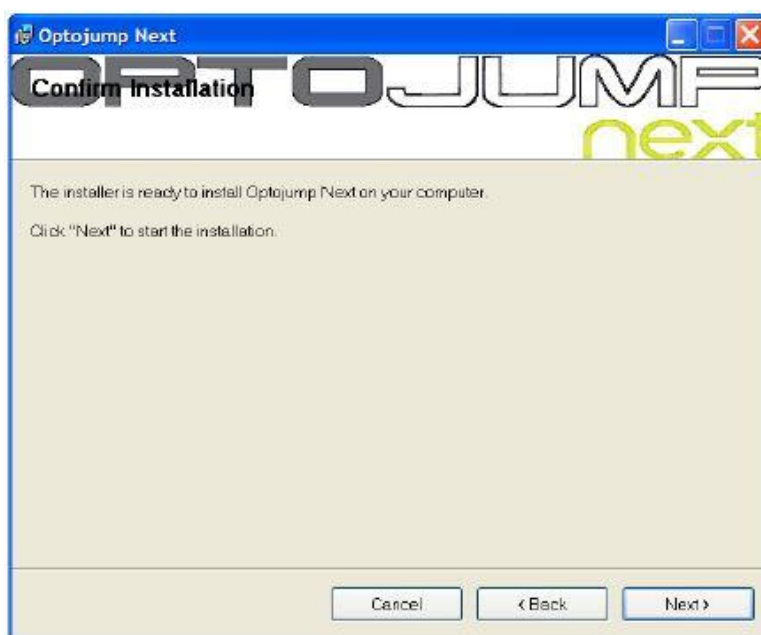 Optojump Next
OPTOJUMP
Confirm Installation
next
The installer is ready to install Optojump Next on your computer.
Click "Next" to start the installation.
Cancel
< Back
Next >